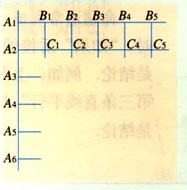 B₁ B₂ B₃ B₄ B₅
A₁
A₂ C₁ C₂ C₃ C₄ C₅
A₃
A₄
A₅
A₆